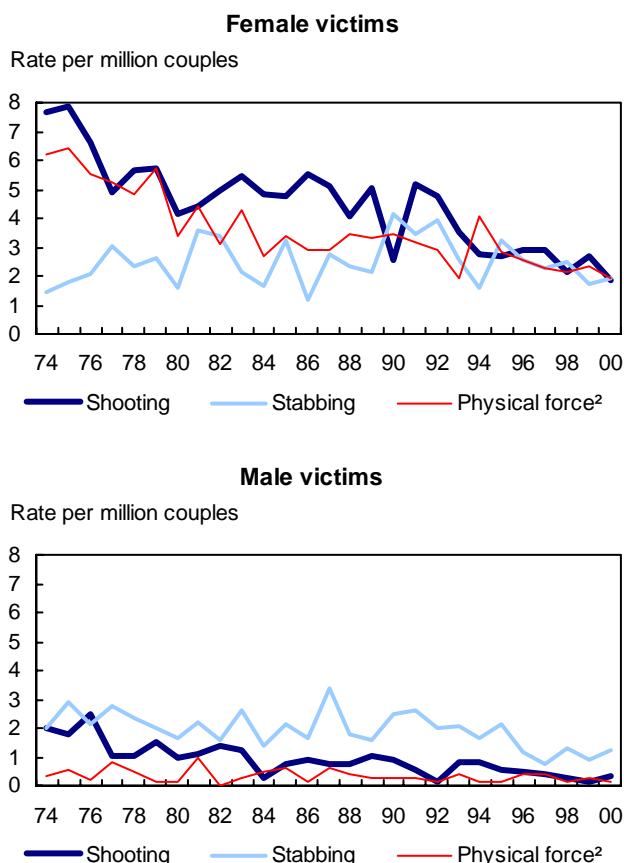 Female victims
Rate per million couples
8
7
6
5
4
3
2
1
0
74 76 78 80 82 84 86 88 90 92 94 96 98 00
Shooting Stabbing Physical force²
Male victims
Rate per million couples
8
7
6
5
4
3
2
1
0
74 76 78 80 82 84 86 88 90 92 94 96 98 00
Shooting Stabbing Physical force²